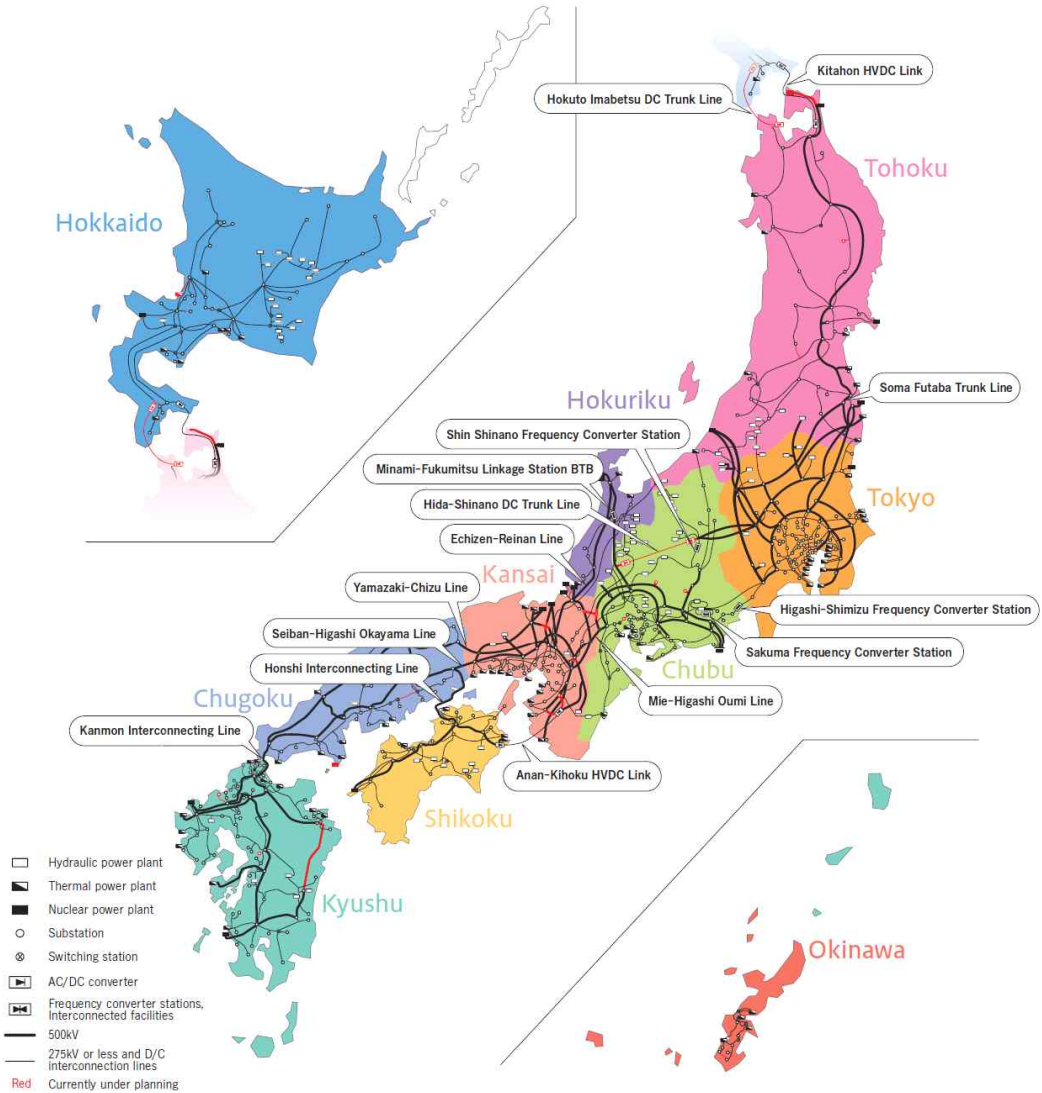 Kitahon HVDC Link
Hokuto Imabetsu DC Trunk Line
Tohoku
Hokkaido
Soma Futaba Trunk Line
Hokuriku
Shin Shinano Frequency Converter Station
Minami-Fukumitsu Linkage Station BTB
Tokyo
Hida-Shinano DC Trunk Line
Echizen-Reinan Line
Kansai
Yamazaki-Chizu Line
Higashi-Shimizu Frequency Converter Station
Seiban-Higashi Okayama Line
Sakuma Frequency Converter Station
Honshi Interconnecting Line
Chubu
Chugoku
Mie-Higashi Oumi Line
Kanmon Interconnecting Line
Anan-Kihoku HVDC Link
Shikoku
Kyushu
Okinawa
Hydraulic power plant
Thermal power plant
Nuclear power plant
Substation
Switching station
AC/DC converter
Frequency converter stations,
Interconnected facilities
500kV
275kV or less and D/C
interconnection lines
Red Currently under planning